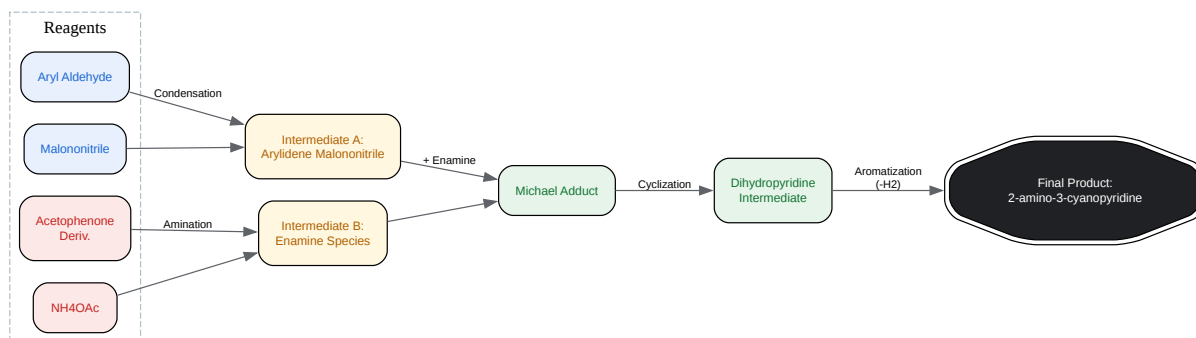 Reagents
Aryl Aldehyde
Malononitrile
Acetophenone
Deriv.
NH4OAc
Condensation
Amination
Intermediate A:
Arylidene Malononitrile
Intermediate B:
Enamine Species
+ Enamine
Michael Adduct
Cyclization
Dihydropyridine
Intermediate
Aromatization
(-H2)
Final Product:
2-amino-3-cyanopyridine